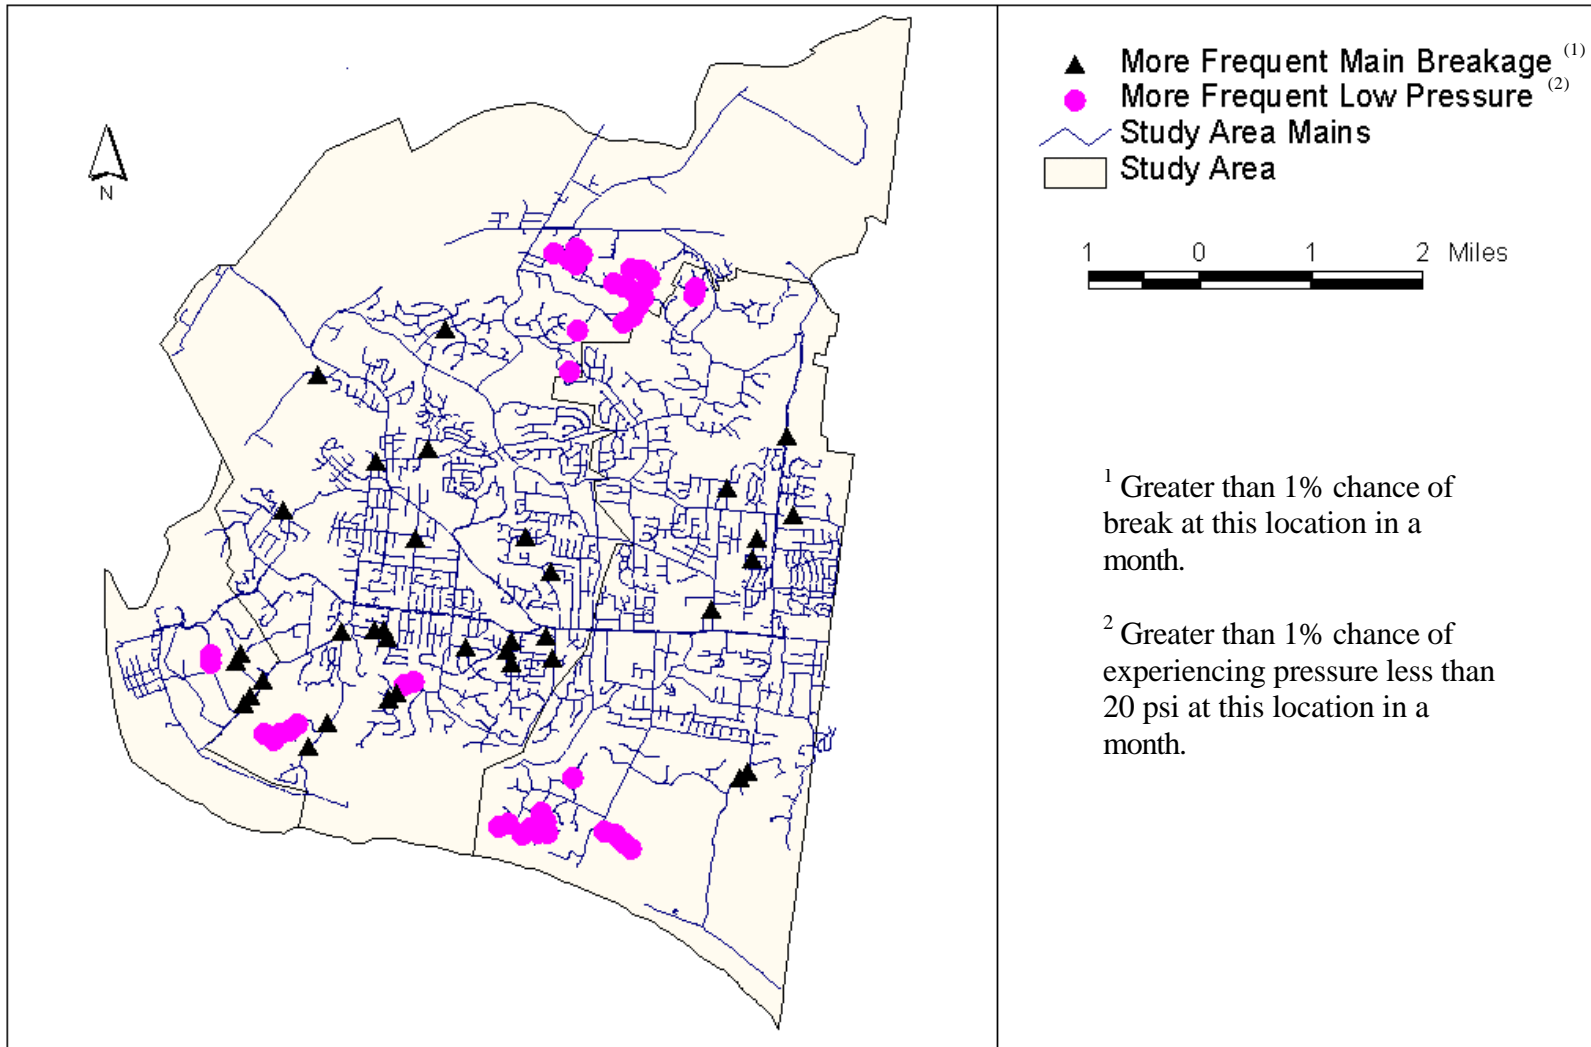 N
More Frequent Main Breakage (1)
More Frequent Low Pressure (2)
Study Area Mains
Study Area
1 0 1 2 Miles
1 Greater than 1% chance of
break at this location in a
month.
2 Greater than 1% chance of
experiencing pressure less than
20 psi at this location in a
month.